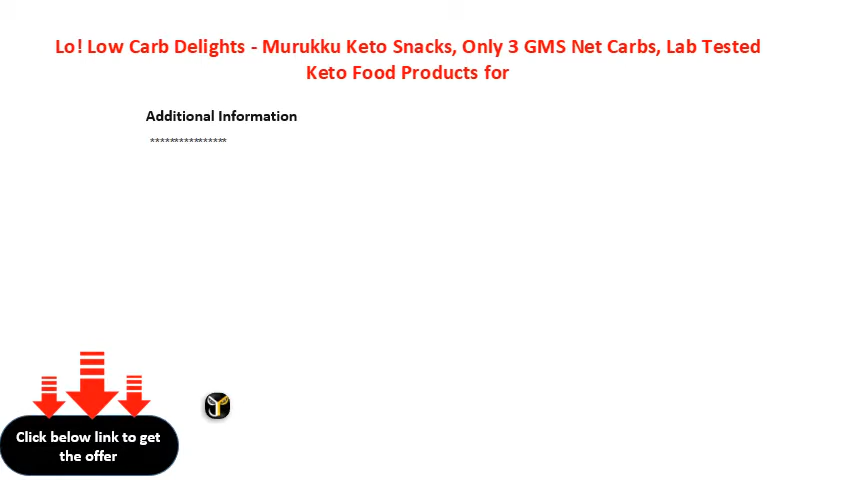 Lo! Low Carb Delights - Murukku Keto Snacks, Only 3 GMS Net Carbs, Lab Tested
Keto Food Products for
Additional Information
****************
Click below link to get
the offer